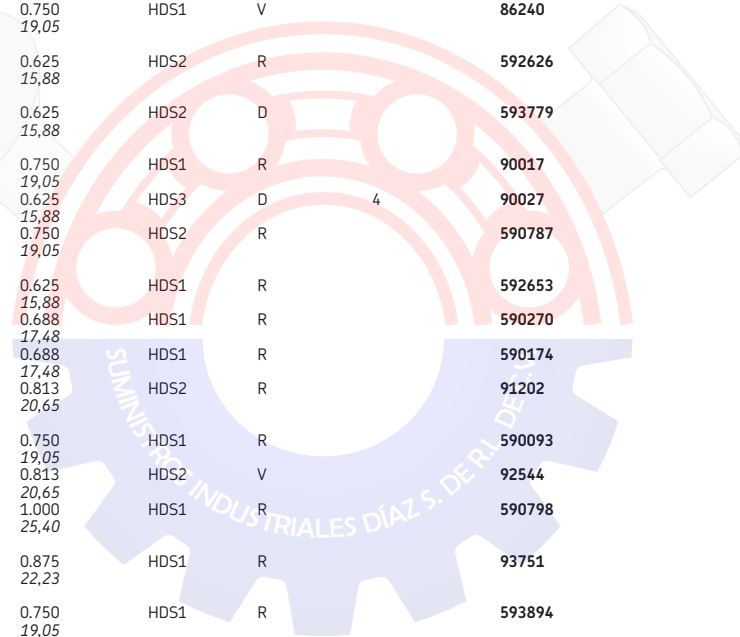 0.750 HDS1 V 86240
19,05
0.625 HDS2 R 592626
15,88
0.625 HDS2 D 593779
15,88
0.750 HDS1 R 90017
19,05
0.625 HDS3 D 4 90027
15,88
0.750 HDS2 R 590787
19,05
0.625 HDS1 R 592653
15,88
0.688 HDS1 R 590270
17,48
0.688 HDS1 R 590174
17,48
0.813 HDS2 R 91202
20,65
0.750 HDS1 R 590093
19,05
0.813 HDS2 V 92544
20,65
1.000 HDS1 R 590798
25,40
0.875 HDS1 R 93751
22,23
0.750 HDS1 R 593894
19,05
SUMINISTROS INDUSTRIALES DÍAZ S. DE R.L. DE C.V.